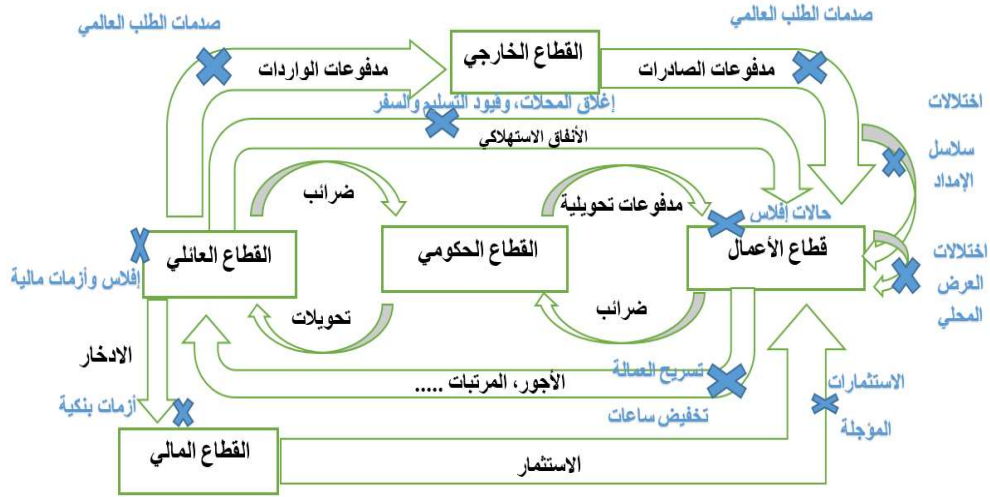 صدمات الطلب العالمي
صدمات الطلب العالمي
القطاع الخارجي
مدفوعات الصادرات
مدفوعات الواردات
اختلالات
سلاسل
الإمداد
إغلاق المحلات، وقيود التسليم والسفر
الأنفاق الاستهلاكي
ضرائب
مدفوعات تحويلية
حالات إفلاس
قطاع الأعمال
القطاع الحكومي
القطاع العائلي
اختلالات
العرض
المحلي
إفلاس وأزمات مالية
ضرائب
تحويلات
الادخار
تسريح العمالة
الأجور، المرتبات .....
تخفيض ساعات
الاستثمارات
المؤجلة
أزمات بنكية
القطاع المالي
الاستثمار